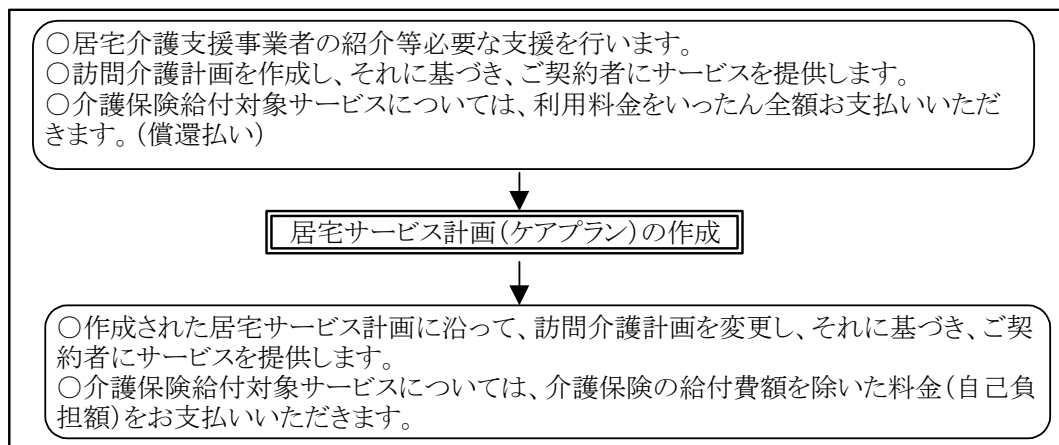 ○居宅介護支援事業者の紹介等必要な支援を行います。
○訪問介護計画を作成し、それに基づき、ご契約者にサービスを提供します。
○介護保険給付対象サービスについては、利用料金をいったん全額お支払いいただ
きます。(償還払い)
居宅サービス計画(ケアプラン)の作成
○作成された居宅サービス計画に沿って、訪問介護計画を変更し、それに基づき、ご契
約者にサービスを提供します。
○介護保険給付対象サービスについては、介護保険の給付費額を除いた料金(自己負
担額)をお支払いいただきます。